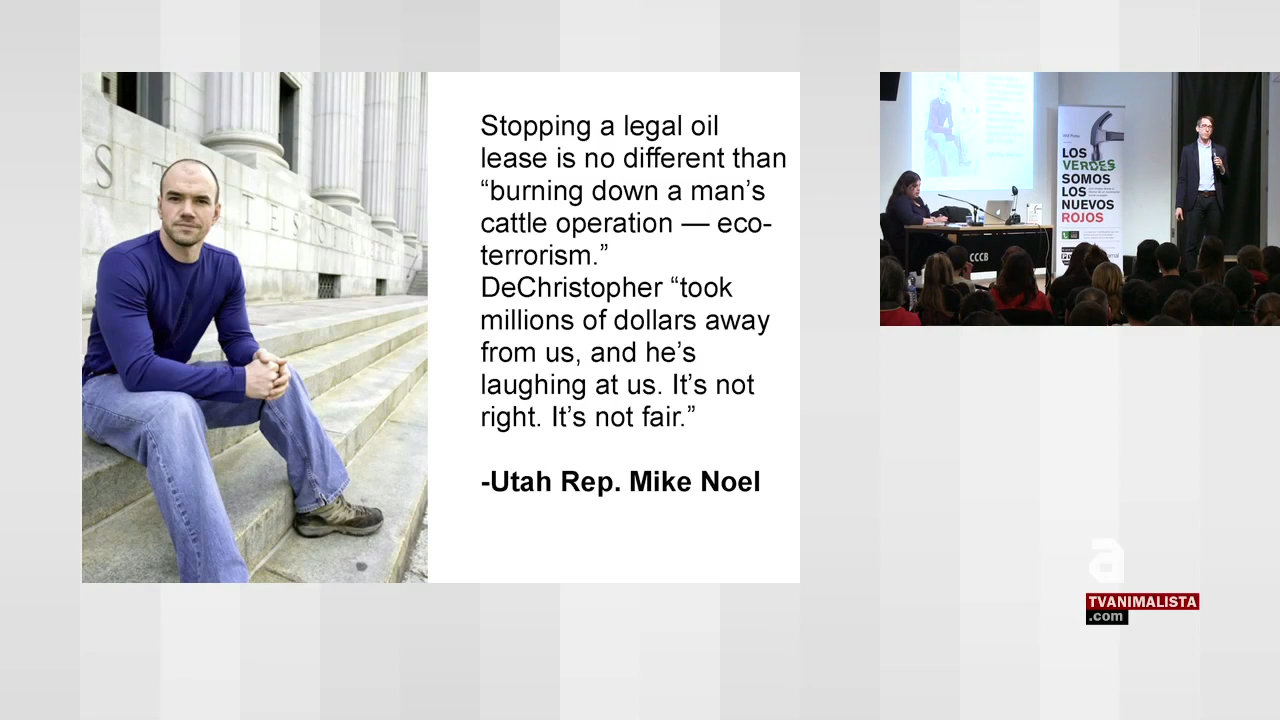 Stopping a legal oil
lease is no different than
“burning down a man’s
cattle operation — eco-
terrorism.”
DeChristopher “took
millions of dollars away
from us, and he’s
laughing at us. It’s not
right. It’s not fair.”
-Utah Rep. Mike Noel
LOS
VERDES
SOMOS
LOS
NUEVOS
ROJOS
CCCB
a
TVANIMALISTA
.com